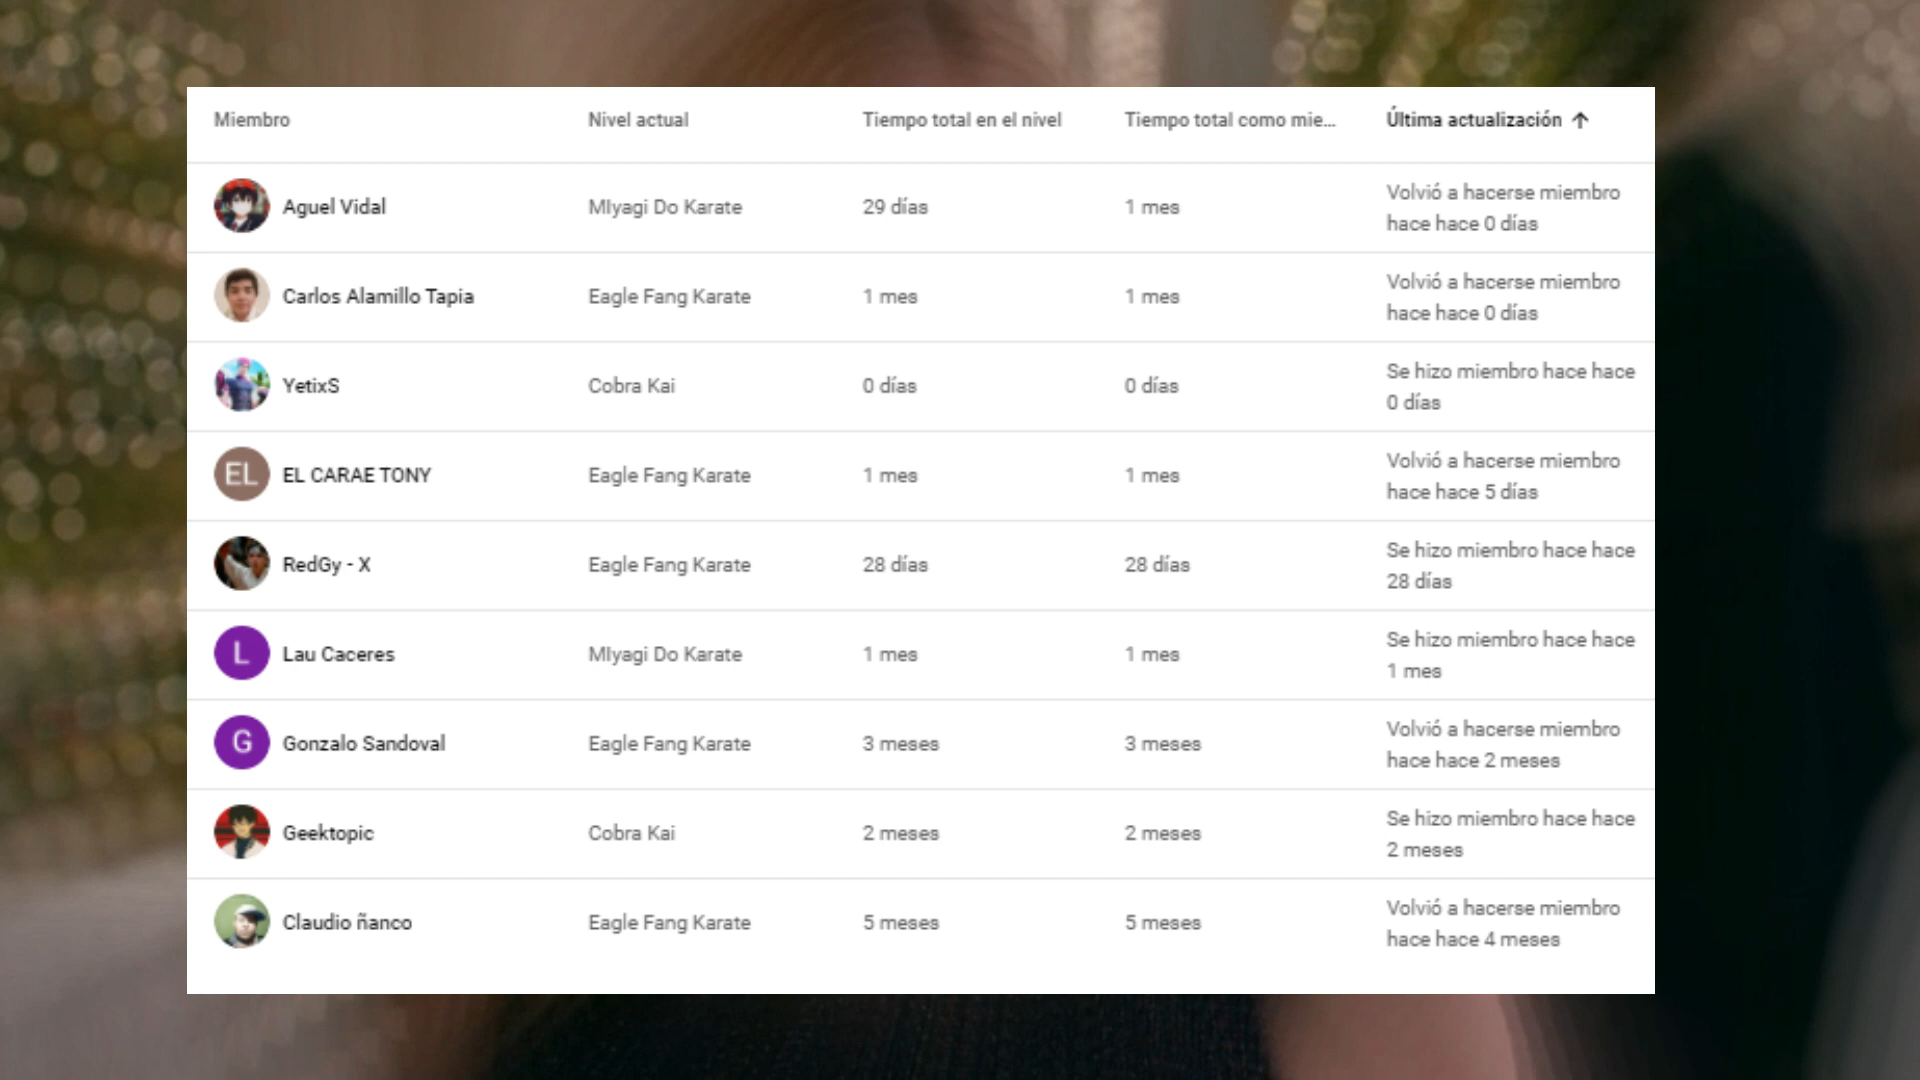 Miembro Nivel actual Tiempo total en el nivel Tiempo total como mie... Última actualización ↑
Aguel Vidal MIyagi Do Karate 29 días 1 mes Volvió a hacerse miembro
hace hace 0 días
Carlos Alamillo Tapia Eagle Fang Karate 1 mes 1 mes Volvió a hacerse miembro
hace hace 0 días
YetixS Cobra Kai 0 días 0 días Se hizo miembro hace hace
0 días
EL EL CARAE TONY Eagle Fang Karate 1 mes 1 mes Volvió a hacerse miembro
hace hace 5 días
RedGy - X Eagle Fang Karate 28 días 28 días Se hizo miembro hace hace
28 días
L Lau Caceres MIyagi Do Karate 1 mes 1 mes Se hizo miembro hace hace
1 mes
G Gonzalo Sandoval Eagle Fang Karate 3 meses 3 meses Volvió a hacerse miembro
hace hace 2 meses
Geektopic Cobra Kai 2 meses 2 meses Se hizo miembro hace hace
2 meses
Claudio ñanco Eagle Fang Karate 5 meses 5 meses Volvió a hacerse miembro
hace hace 4 meses